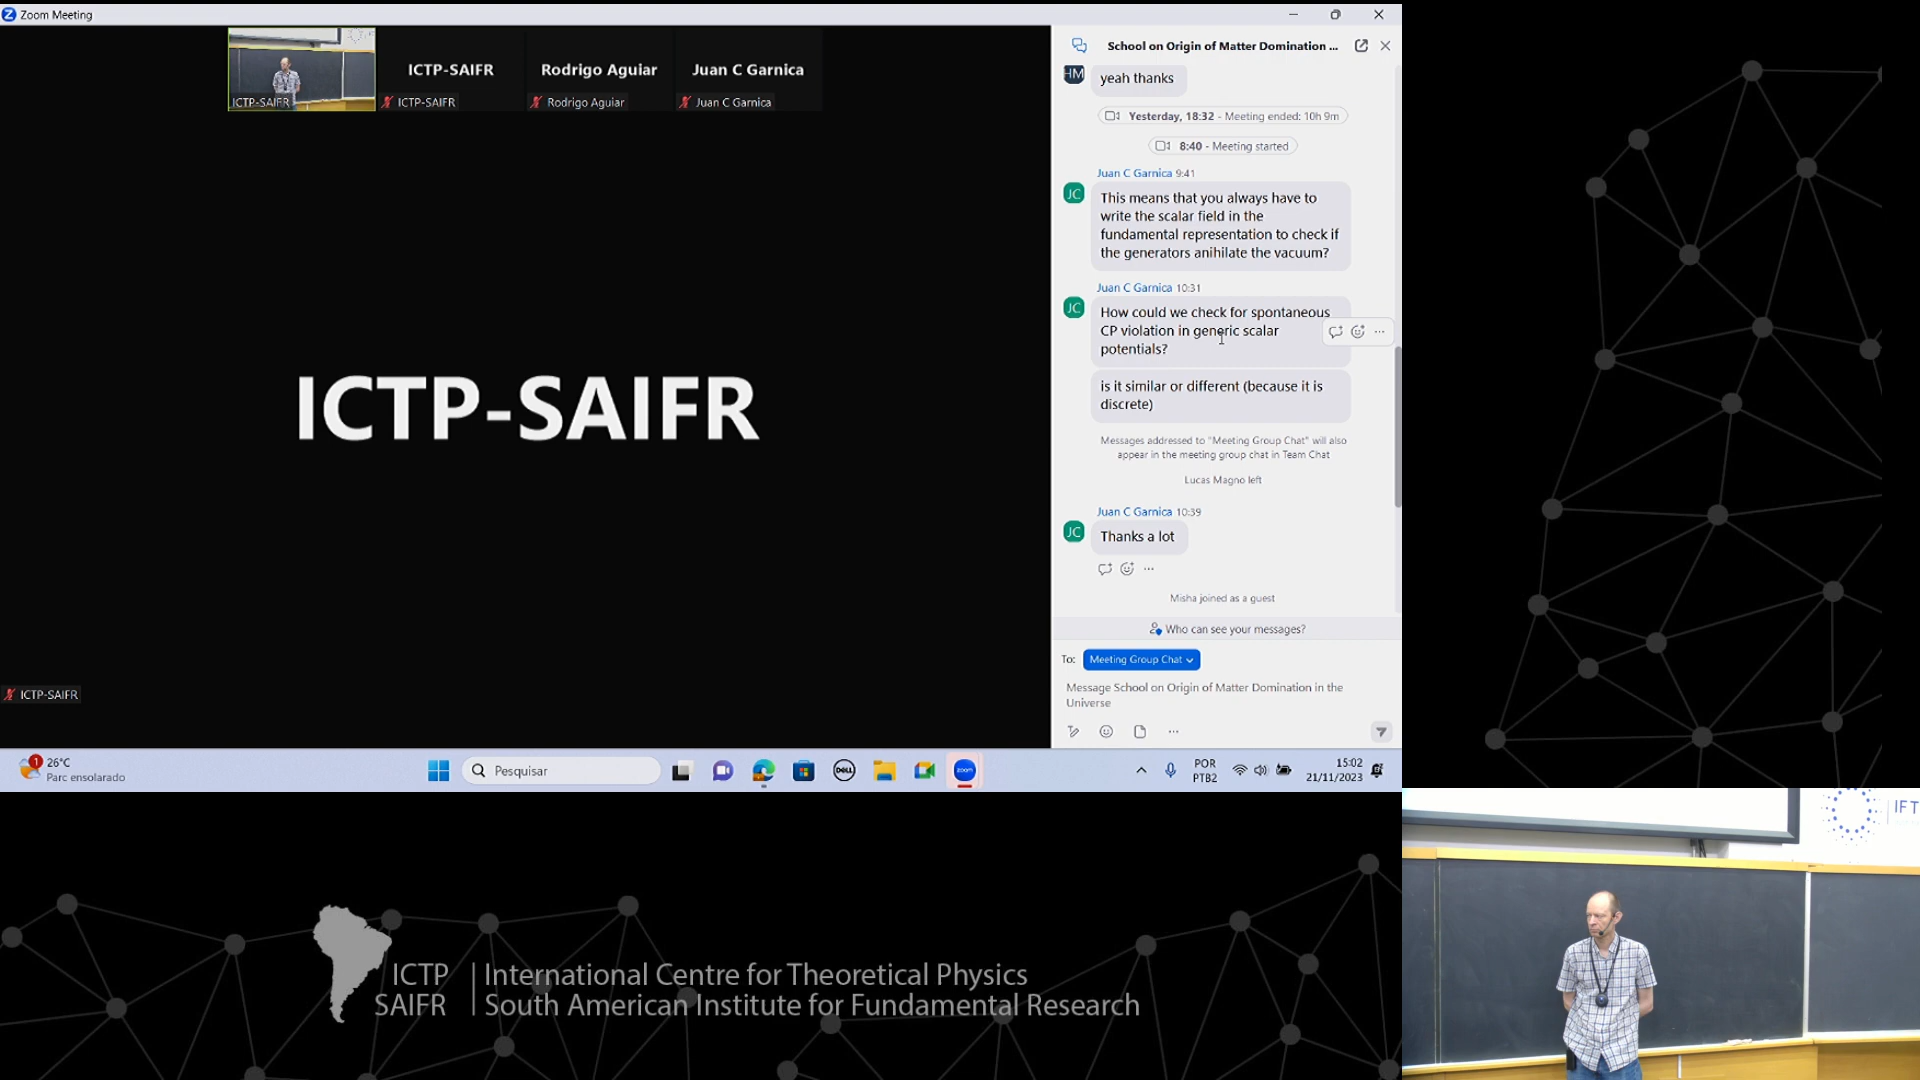 Zoom Meeting
ICTP-SAIFR
ICTP-SAIFR
ICTP-SAIFR
Rodrigo Aguiar
Rodrigo Aguiar
Juan C Garnica
Juan C Garnica
ICTP-SAIFR
ICTP-SAIFR
School on Origin of Matter Domination ...
HM
yeah thanks
Yesterday, 18:32 - Meeting ended: 10h 9m
8:40 - Meeting started
Juan C Garnica 9:41
JC
This means that you always have to
write the scalar field in the
fundamental representation to check if
the generators anihilate the vacuum?
Juan C Garnica 10:31
JC
How could we check for spontaneous
CP violation in generic scalar
potentials?
is it similar or different (because it is
discrete)
Messages addressed to "Meeting Group Chat" will also
appear in the meeting group chat in Team Chat
Lucas Magno left
Juan C Garnica 10:39
JC
Thanks a lot
Misha joined as a guest
Who can see your messages?
To: Meeting Group Chat
Message School on Origin of Matter Domination in the
Universe
1
26°C
Parc ensolarado
Pesquisar
DELL
zoom
POR
PTB2
15:02
21/11/2023
ICTP
SAIFR
International Centre for Theoretical Physics
South American Institute for Fundamental Research
IFT